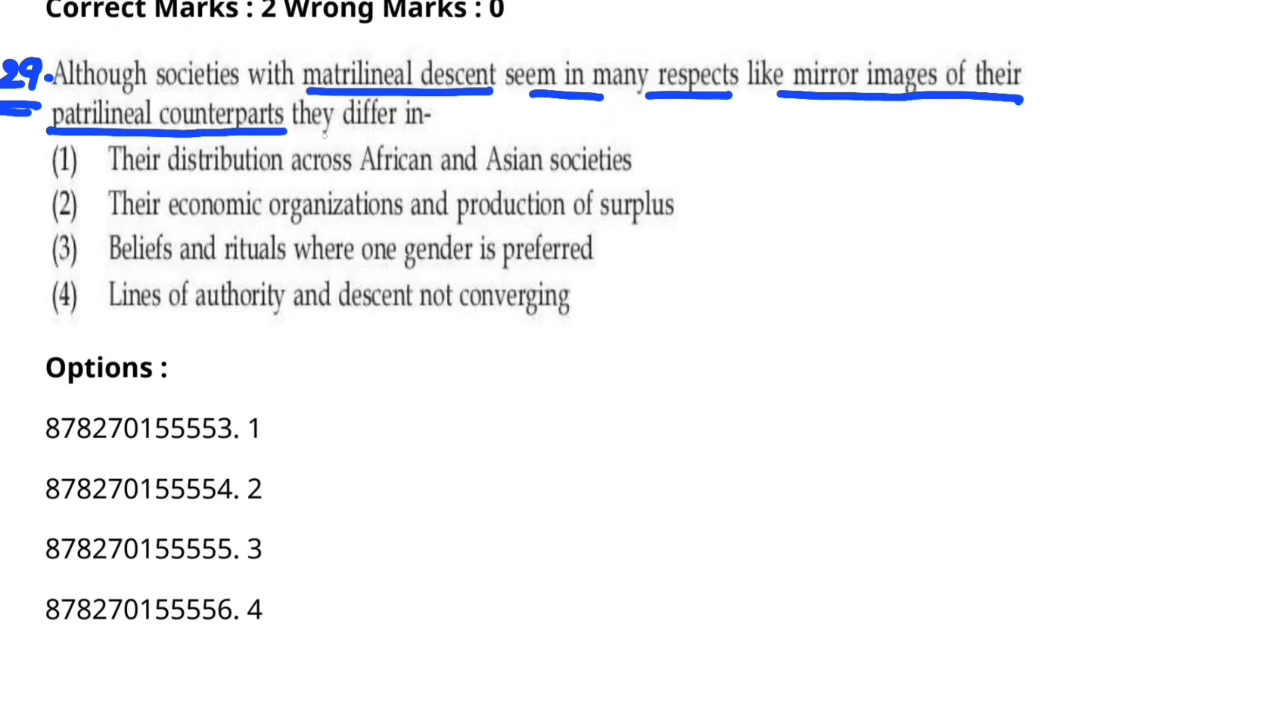 Correct Marks : 2 Wrong Marks : 0
29. Although societies with matrilineal descent seem in many respects like mirror images of their
patrilineal counterparts they differ in-
(1) Their distribution across African and Asian societies
(2) Their economic organizations and production of surplus
(3) Beliefs and rituals where one gender is preferred
(4) Lines of authority and descent not converging
Options :
878270155553. 1
878270155554. 2
878270155555. 3
878270155556. 4